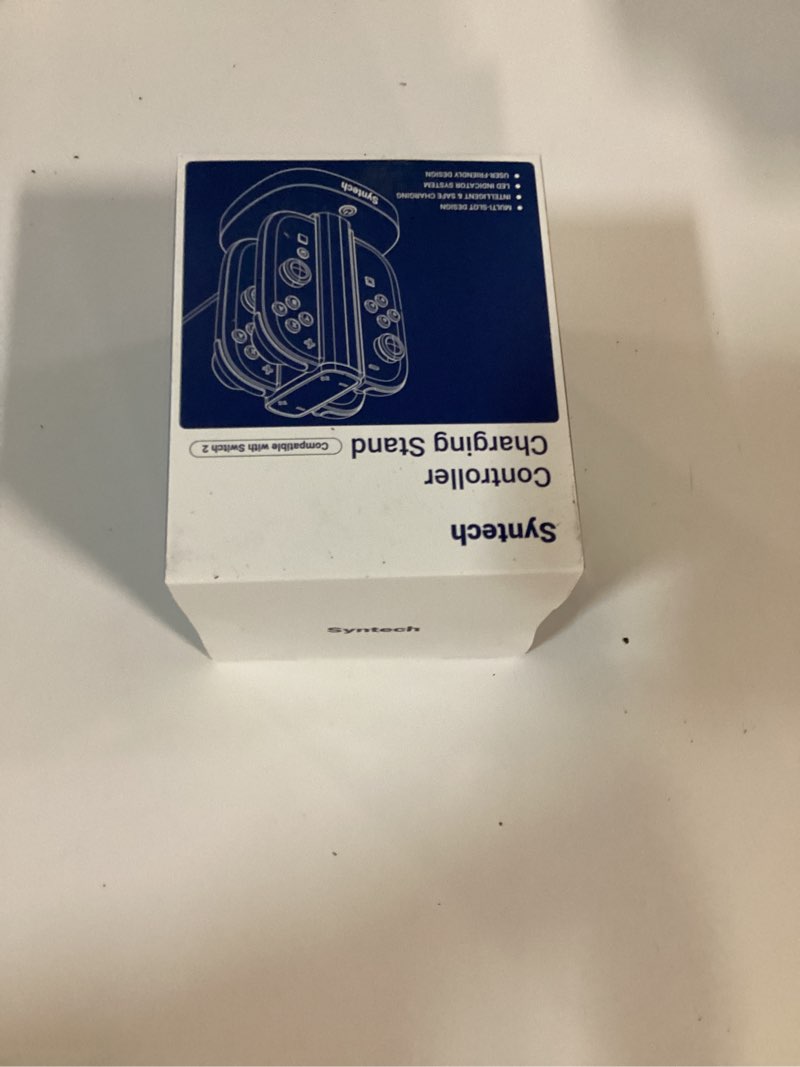 Syntech
Controller
Charging Stand
Compatible with Switch 2
• MULTI-SLOT DESIGN
• INTELLIGENT & SAFE CHARGING
• LED INDICATOR SYSTEM
• USER-FRIENDLY DESIGN
Syntech
Syntech